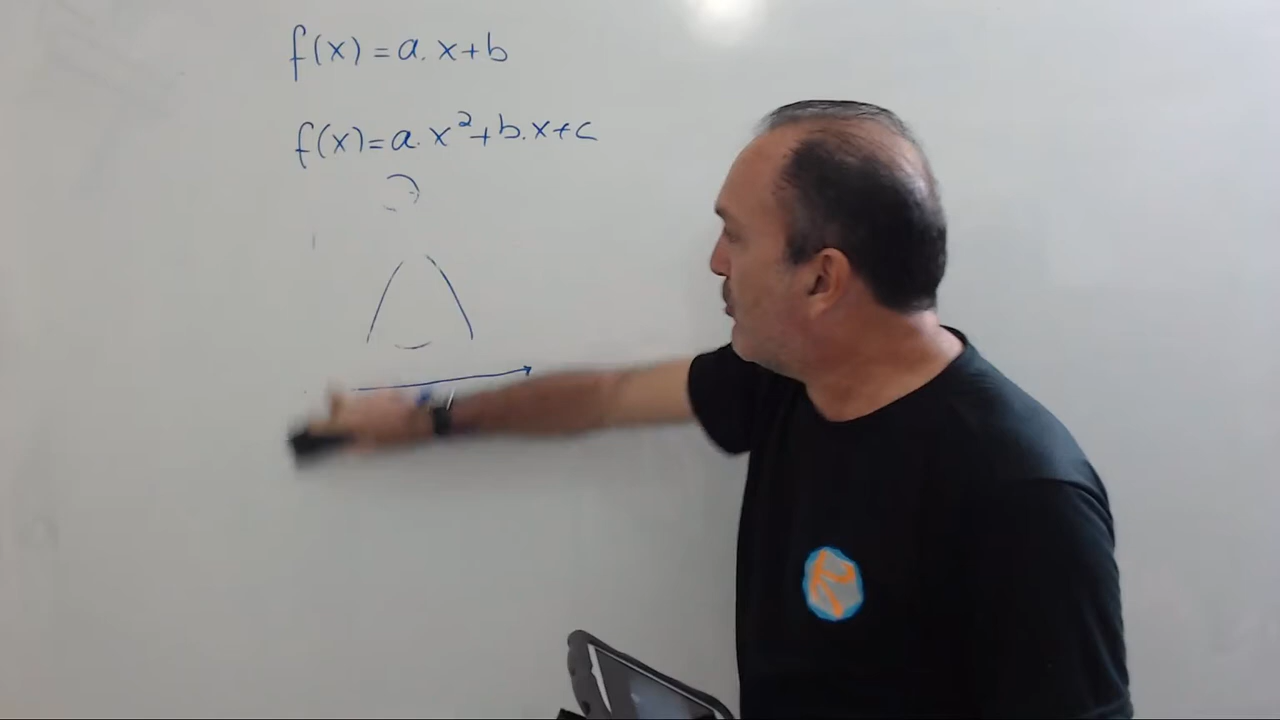 f(x) = a. x + b
f(x) = a. x² + b. x + c